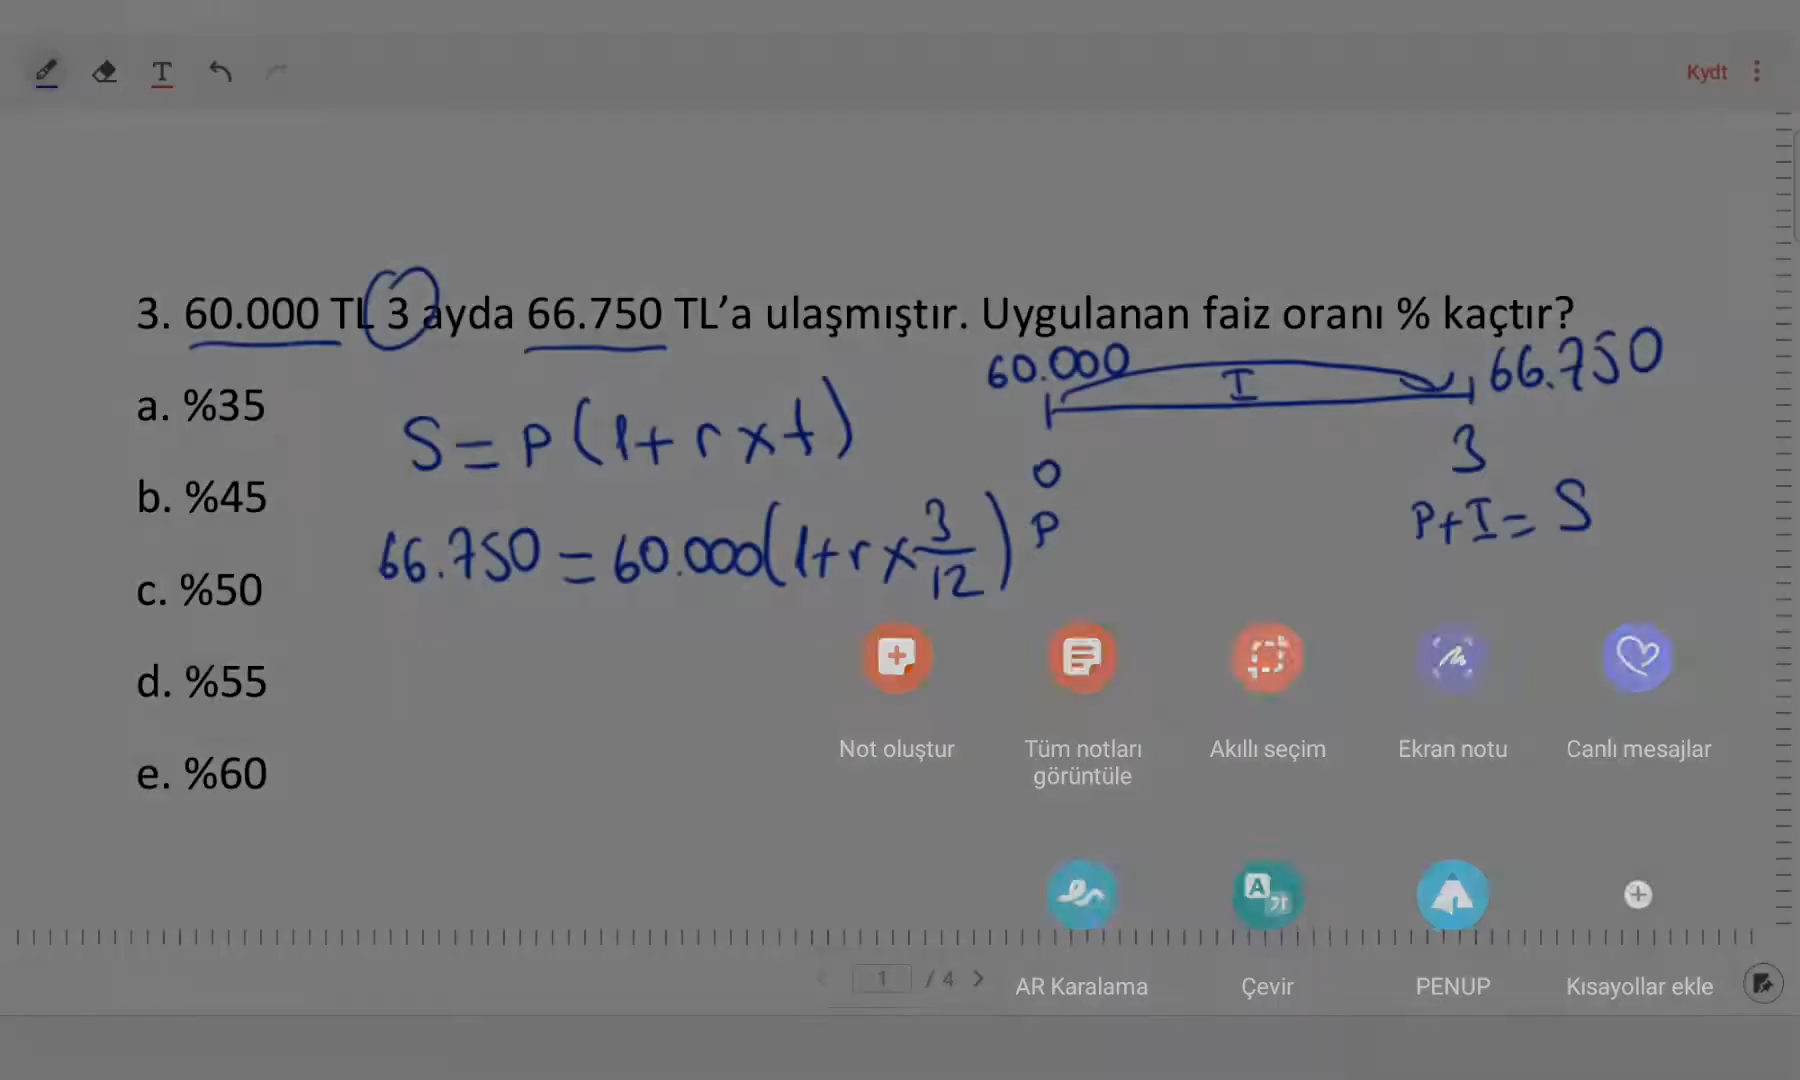 T
Kydt
3. 60.000 TL 3 ayda 66.750 TL'a ulaşmıştır. Uygulanan faiz oranı % kaçtır?
60.000 I 66.750
a. %35
S=P(1+rxt)
0 3
b. %45
P P+I=S
66.750=60.000(1+rx3/12)
c. %50
d. %55
e. %60
Not oluştur
Tüm notları
görüntüle
Akıllı seçim
Ekran notu
Canlı mesajlar
1 / 4
AR Karalama
Çevir
PENUP
Kısayollar ekle